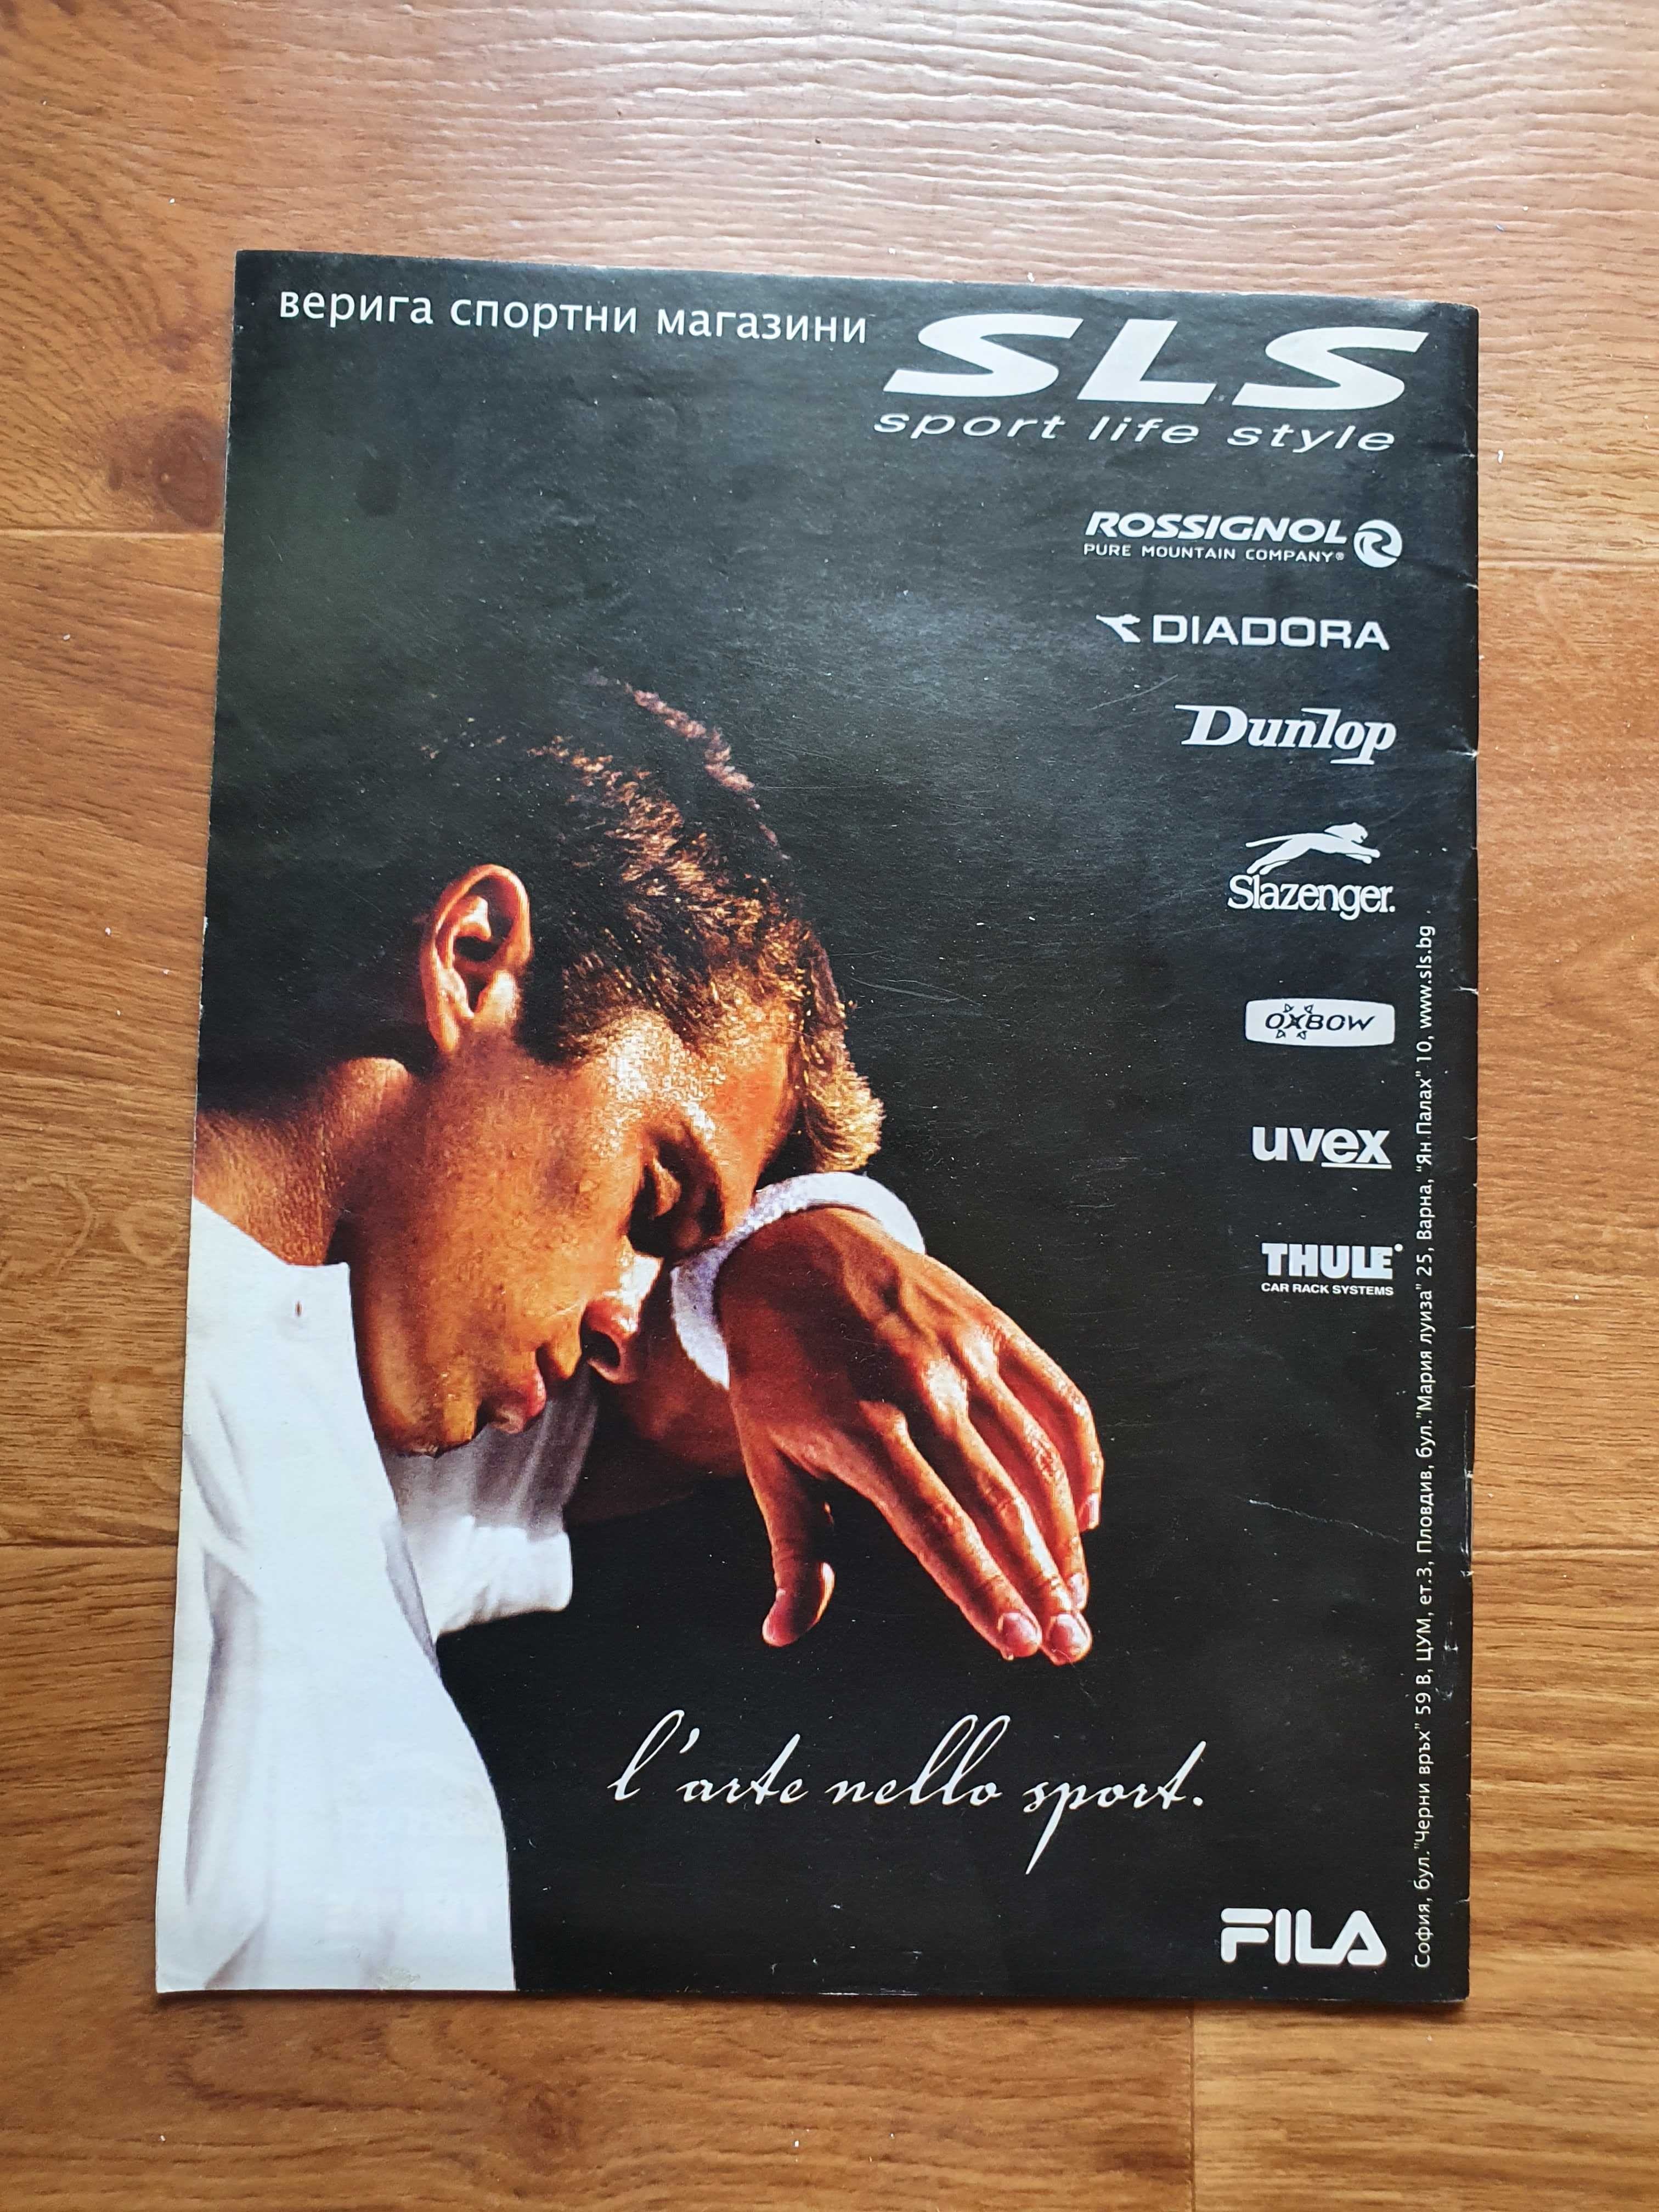 верига спортни магазини
SLS
sport life style
ROSSIGNOL
PURE MOUNTAIN COMPANY®
DIADORA
Dunlop
Slazenger.
OXBOW
uvex
THULE®
CAR RACK SYSTEMS
l'arte nello sport.
FILA
София, бул."Черни връх" 59 В, ЦУМ, ет.3, Пловдив, бул."Мария луиза" 25, Варна, "Ян Палах" 10, www.sls.bg